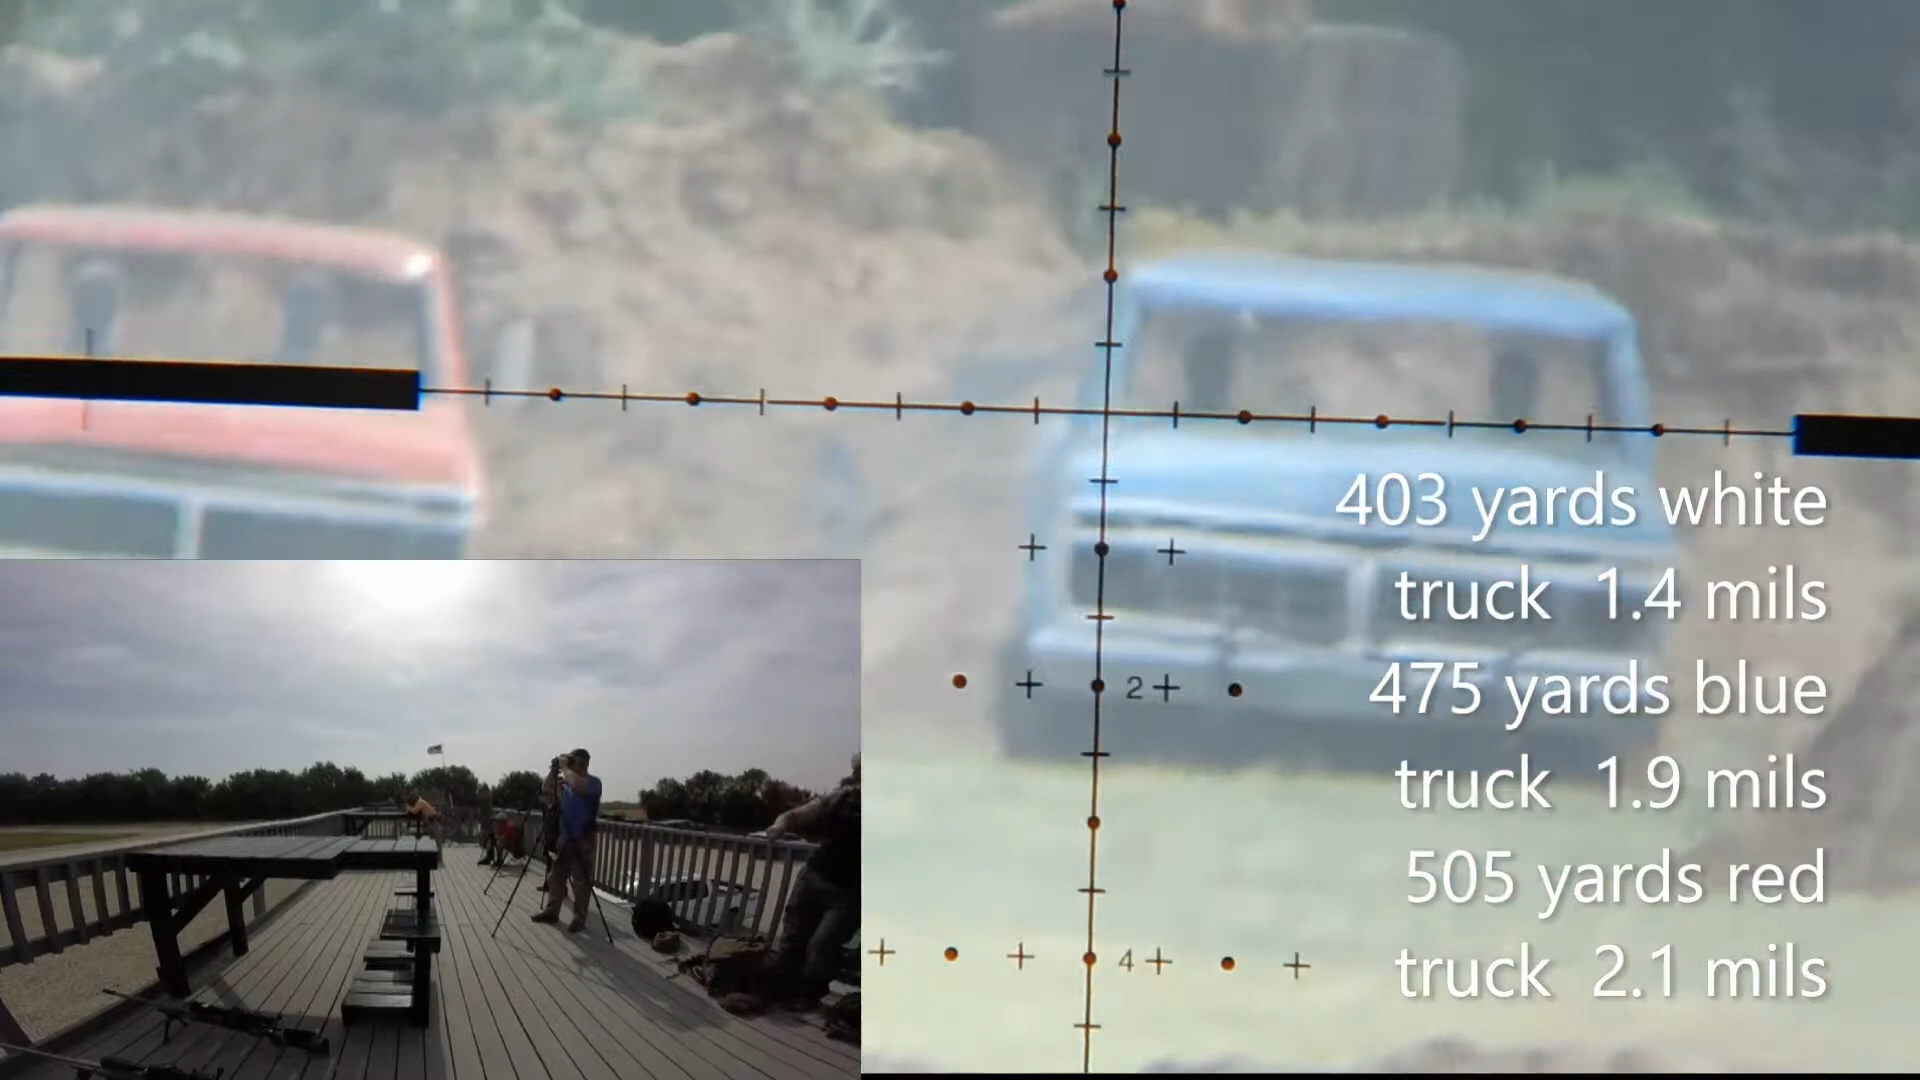 403 yards white
truck 1.4 mils
2
475 yards blue
truck 1.9 mils
505 yards red
4
truck 2.1 mils